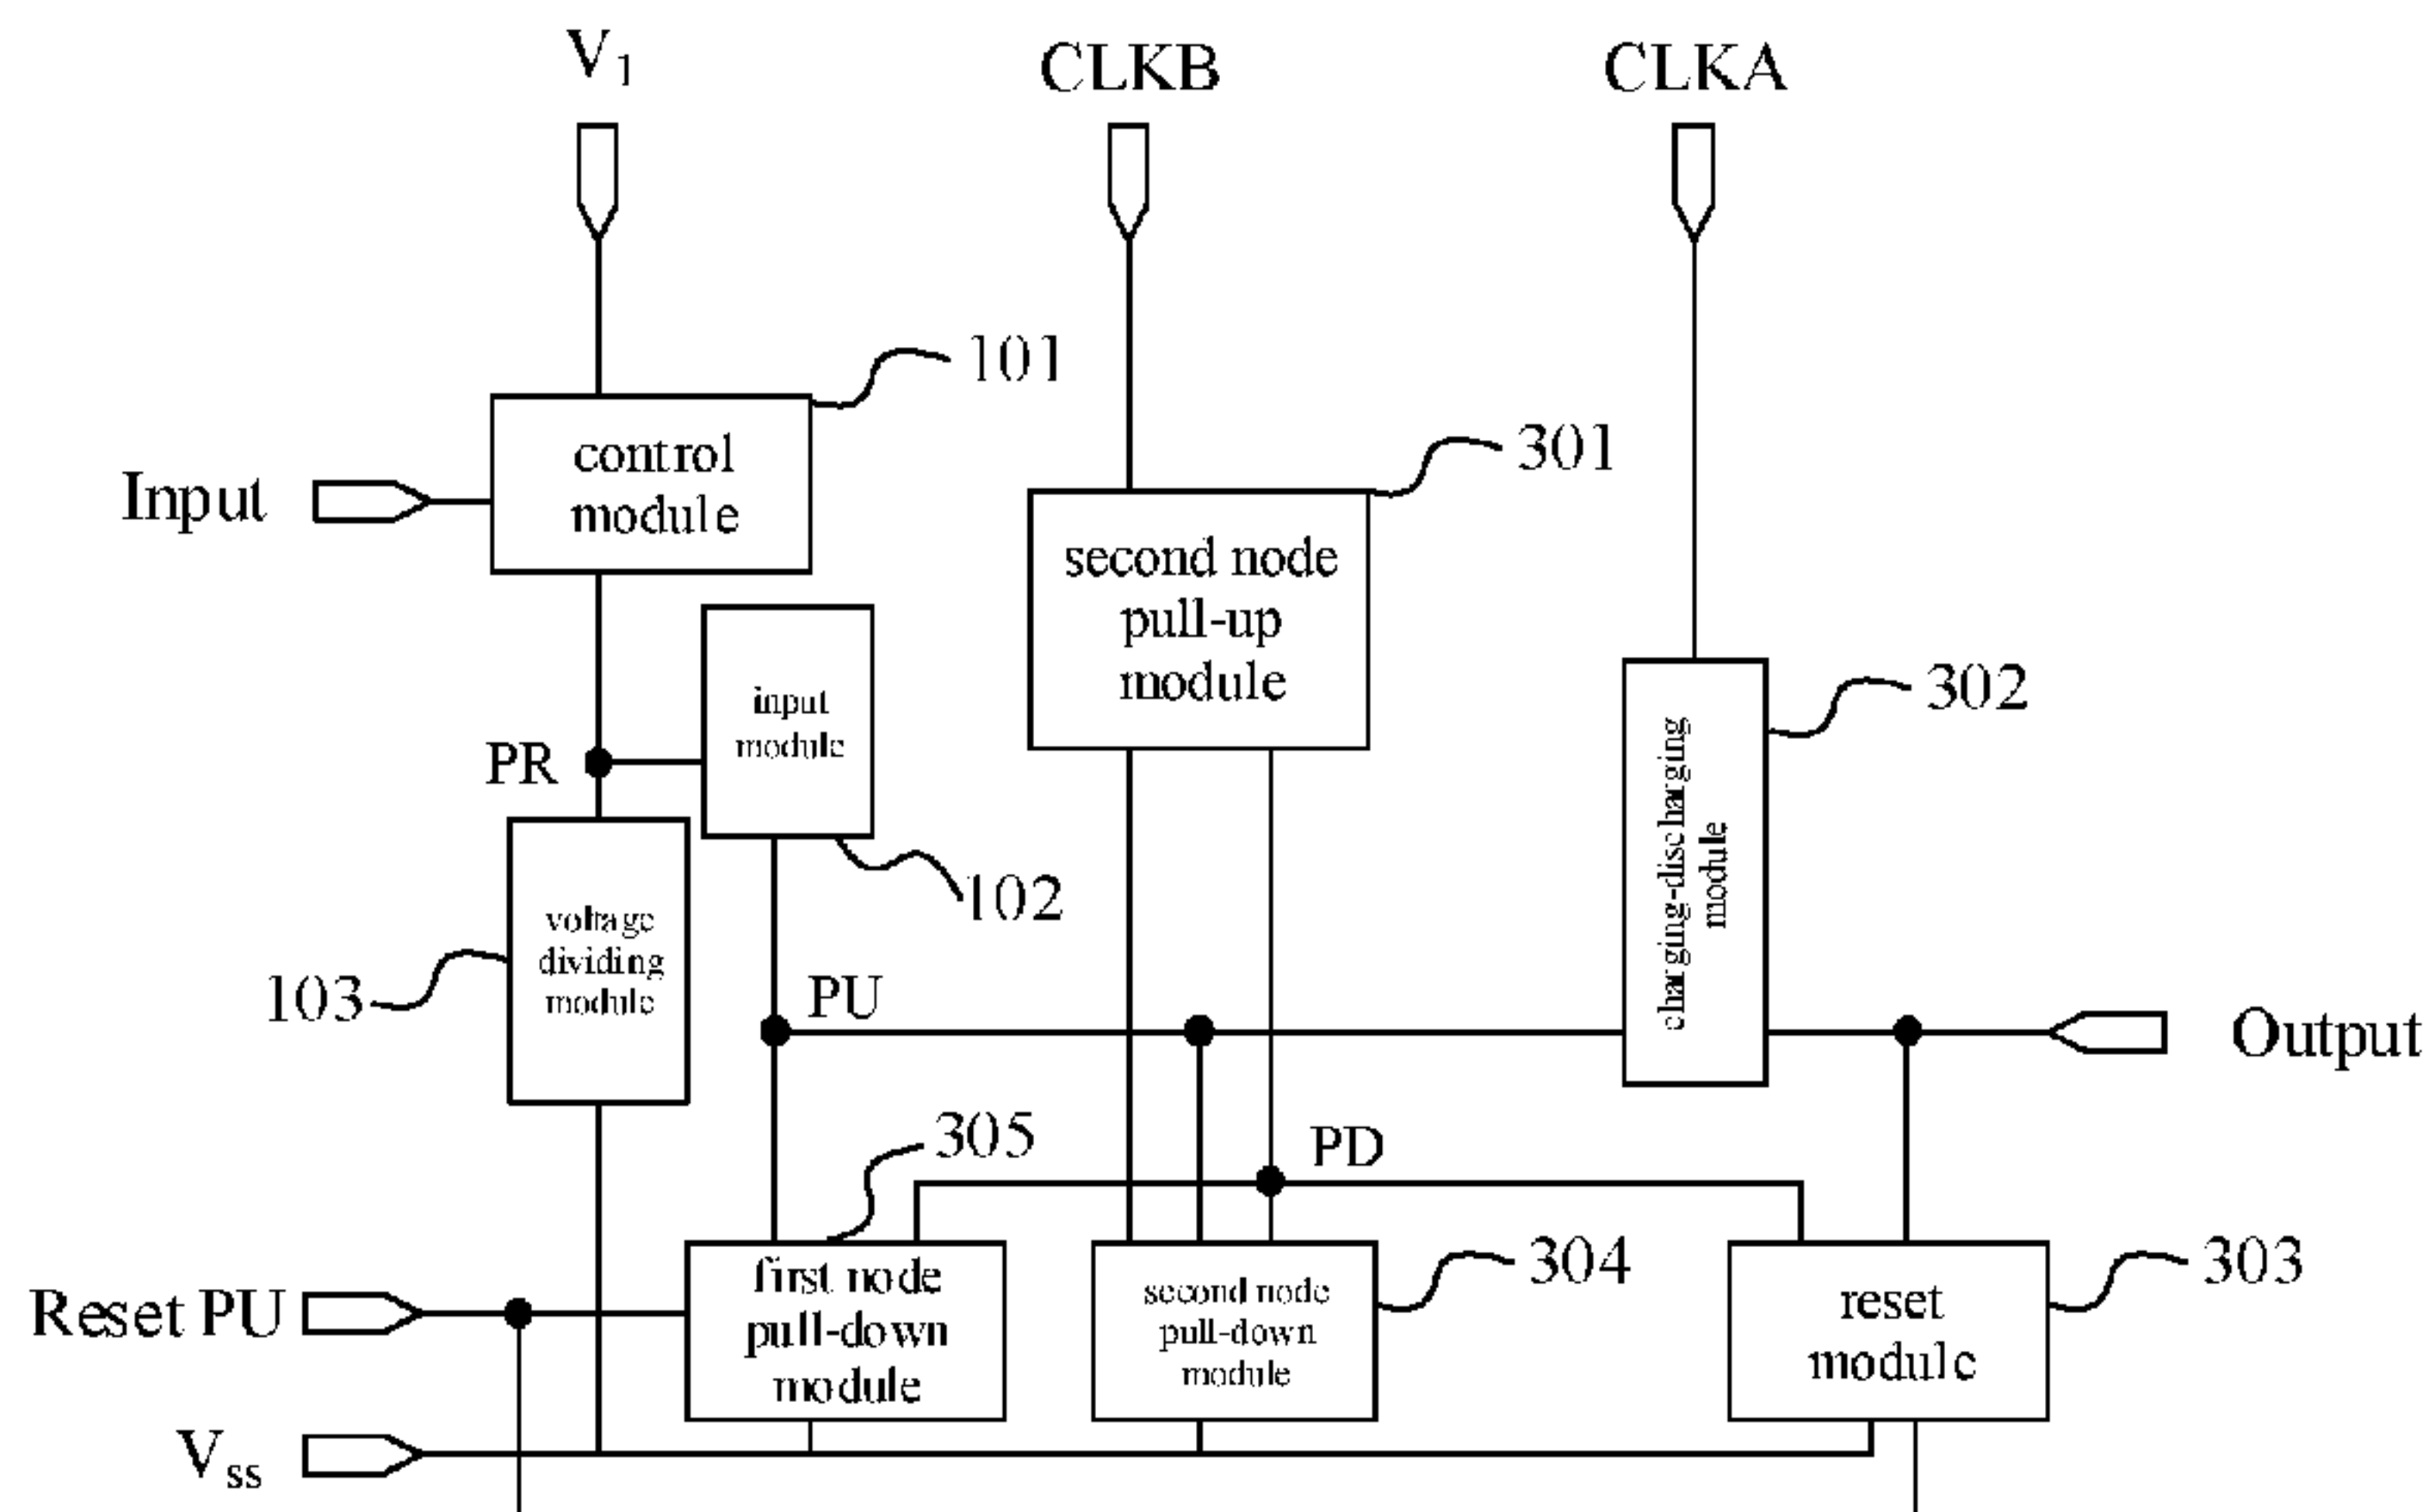 V1
CLKB
CLKA
101
control
module
Input
301
second node
pull-up
module
input
module
302
charging-discharging
module
PR
102
voltage
dividing
module
103
PU
Output
305
PD
first node
pull-down
module
304
second node
pull-down
module
303
reset
module
Reset PU
Vss